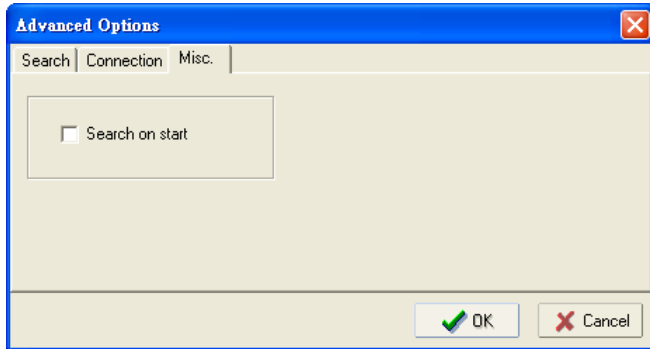 Advanced Options
Search Connection Misc.
Search on start
OK Cancel